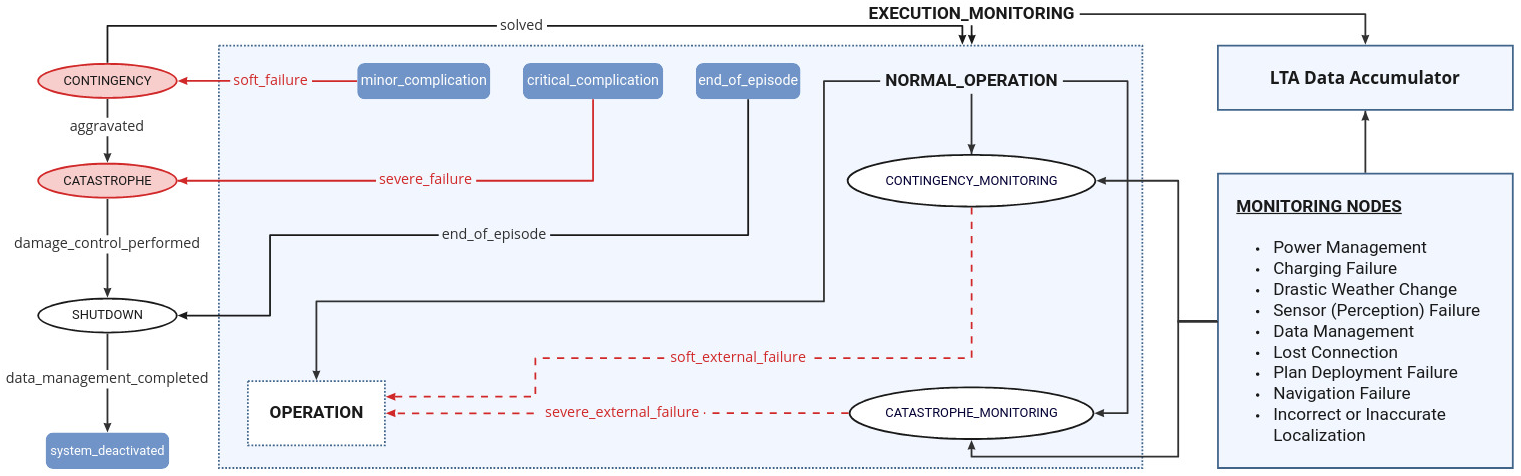 EXECUTION_MONITORING
solved
CONTINGENCY
soft_failure
minor_complication
critical_complication
end_of_episode
NORMAL_OPERATION
LTA Data Accumulator
aggravated
CATASTROPHE
severe_failure
CONTINGENCY_MONITORING
MONITORING NODES
damage_control_performed
end_of_episode
• Power Management
• Charging Failure
• Drastic Weather Change
• Sensor (Perception) Failure
• Data Management
• Lost Connection
• Plan Deployment Failure
• Navigation Failure
• Incorrect or Inaccurate
Localization
SHUTDOWN
soft_external_failure
data_management_completed
OPERATION
severe_external_failure
CATASTROPHE_MONITORING
system_deactivated